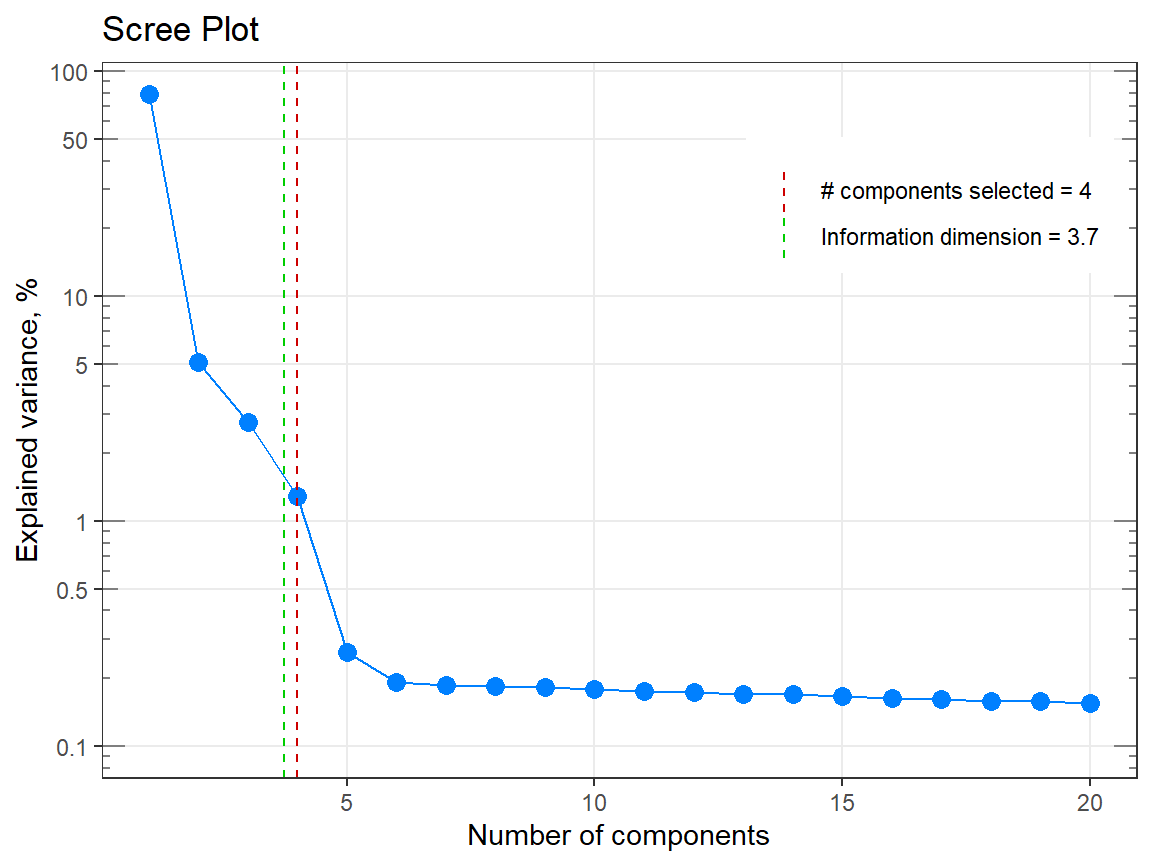 Scree Plot
Explained variance, %
100
50
10
5
1
0.5
0.1
# components selected = 4
Information dimension = 3.7
5
10
15
20
Number of components